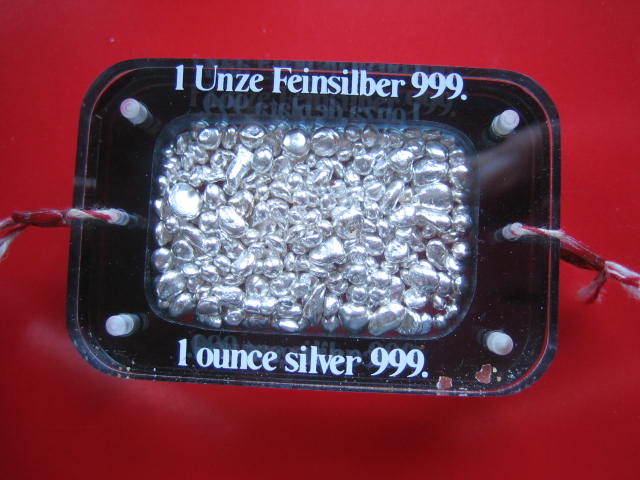 1 Unze Feinsilber 999.
1 ounce silver 999.